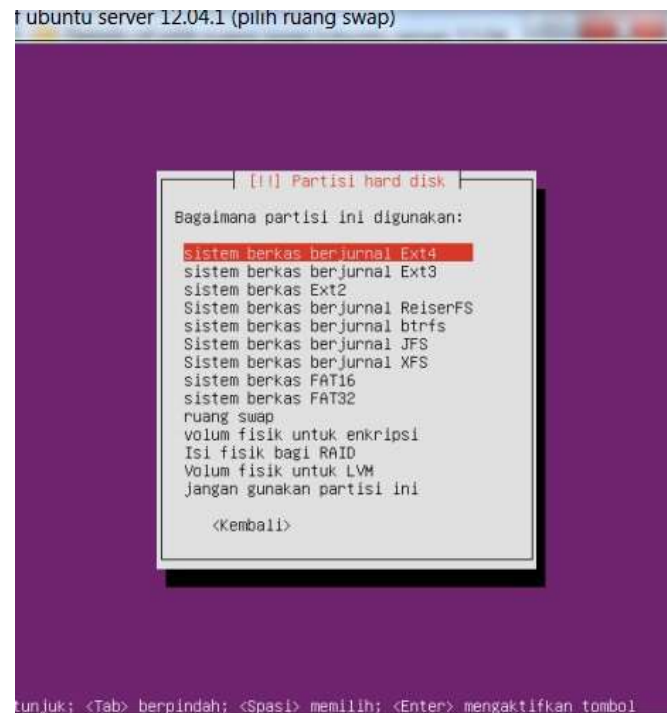 f ubuntu server 12.04.1 (pilih ruang swap)
[!!] Partisi hard disk
Bagaimana partisi ini digunakan:
sistem berkas berjurnal Ext4
sistem berkas berjurnal Ext3
sistem berkas Ext2
Sistem berkas berjurnal ReiserFS
sistem berkas berjurnal btrfs
Sistem berkas berjurnal JFS
Sistem berkas berjurnal XFS
sistem berkas FAT16
sistem berkas FAT32
ruang swap
volum fisik untuk enkripsi
Isi fisik bagi RAID
Volum fisik untuk LVM
jangan gunakan partisi ini
<Kembali>
tunjuk; <Tab> berpindah; <Spasi> memilih; <Enter> mengaktifkan tombol